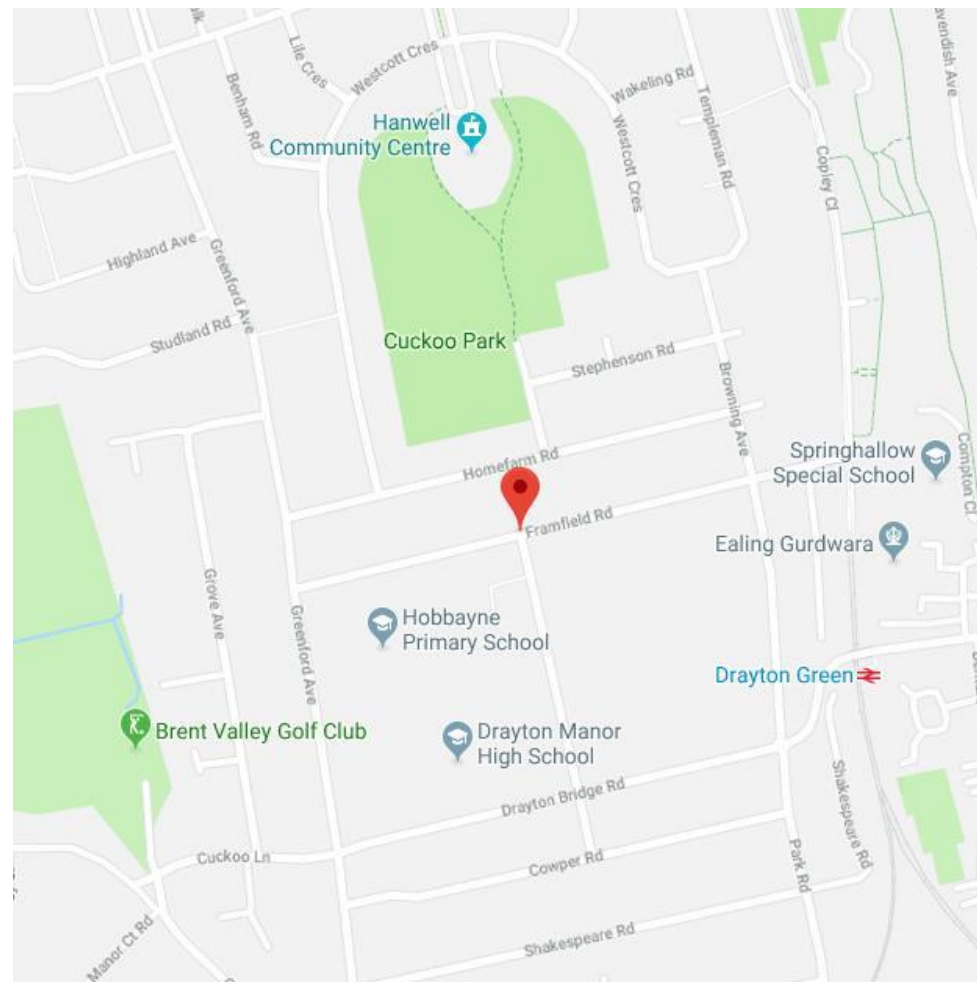 Lile Cres
Westcott Cres
Benham Rd
Wakeling Rd
Templeman Rd
Westcott Cres
Copley Cl
Hanwell
Community Centre
Highland Ave
Greenford Ave
Studland Rd
Cuckoo Park
Stephenson Rd
Browning Ave
Homefarm Rd
Springhallow
Special School
Compton Cl
Framfield Rd
Ealing Gurdwara
Grove Ave
Greenford Ave
Hobbayne
Primary School
Drayton Green
Brent Valley Golf Club
Drayton Manor
High School
Drayton Bridge Rd
Shakespeare Rd
Cuckoo Ln
Cowper Rd
Park Rd
Manor Ct Rd
Shakespeare Rd